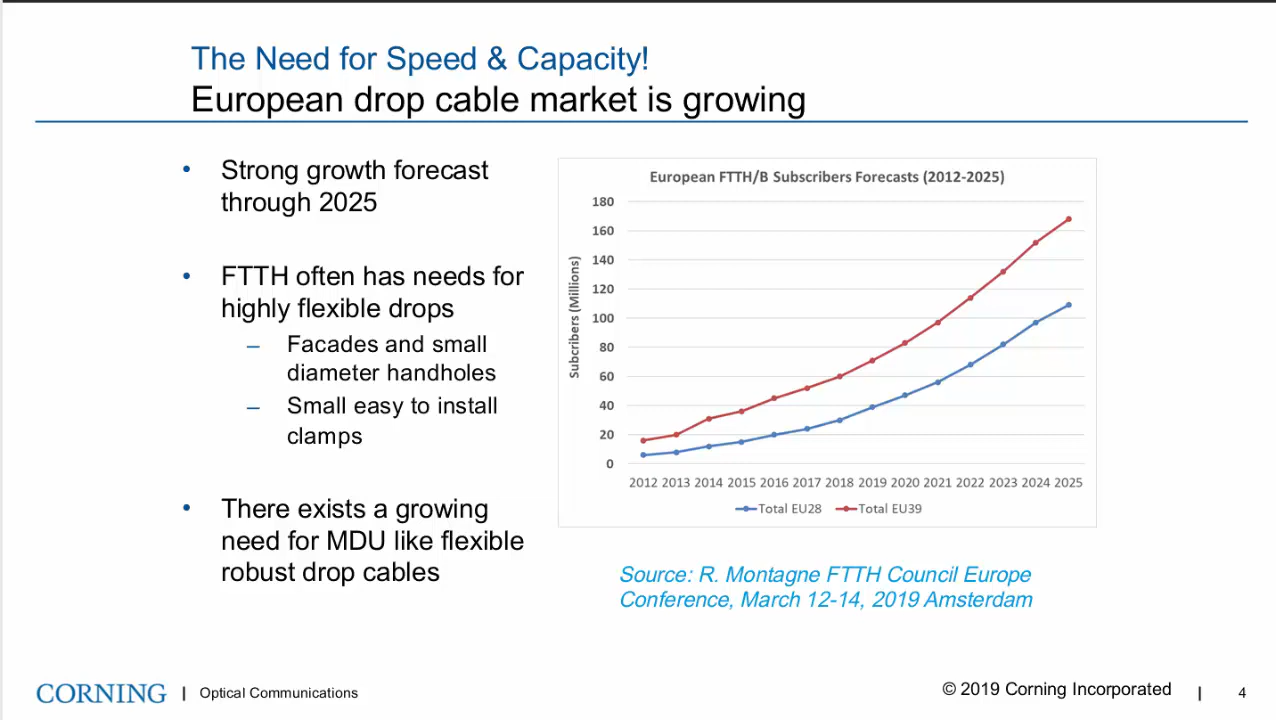 The Need for Speed & Capacity!
European drop cable market is growing
• Strong growth forecast
through 2025
• FTTH often has needs for
highly flexible drops
– Facades and small
diameter handholes
– Small easy to install
clamps
• There exists a growing
need for MDU like flexible
robust drop cables
European FTTH/B Subscribers Forecasts (2012-2025)
Subcribers (Millions)
180
160
140
120
100
80
60
40
20
0
2012 2013 2014 2015 2016 2017 2018 2019 2020 2021 2022 2023 2024 2025
Total EU28 Total EU39
Source: R. Montagne FTTH Council Europe
Conference, March 12-14, 2019 Amsterdam
CORNING | Optical Communications
© 2019 Corning Incorporated | 4